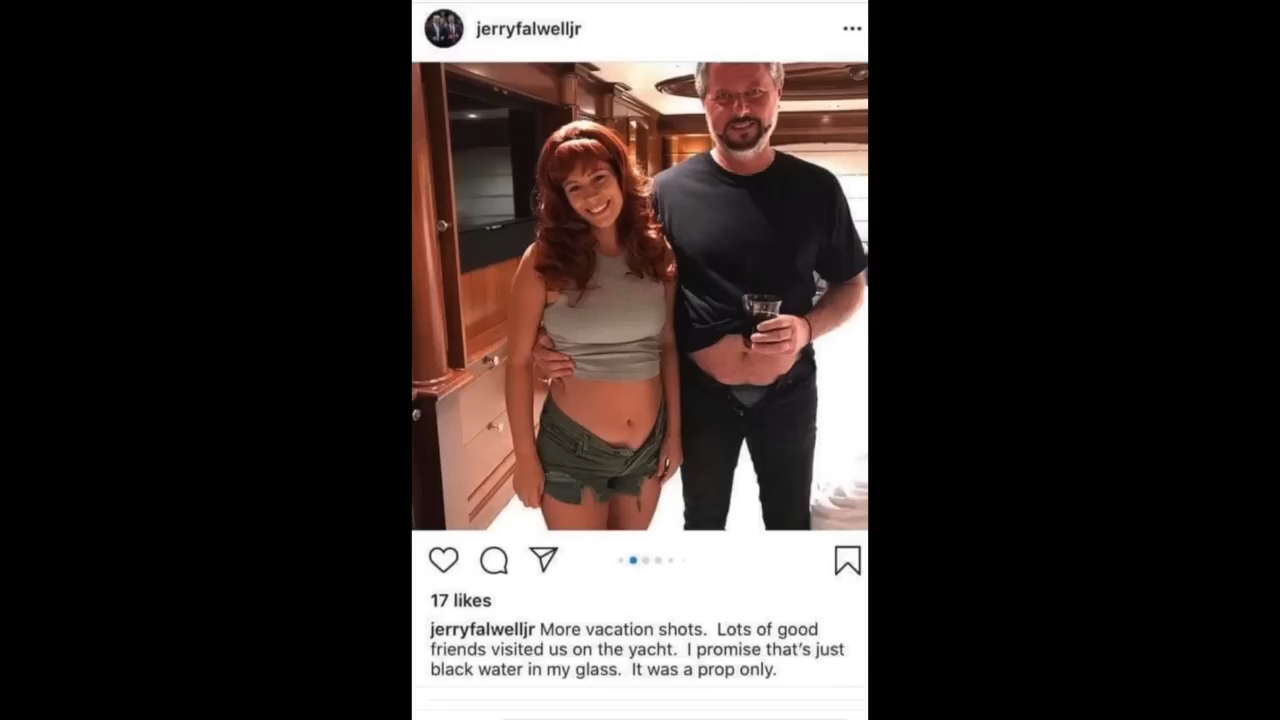 jerryfalwelljr
17 likes
jerryfalwelljr More vacation shots. Lots of good
friends visited us on the yacht. I promise that's just
black water in my glass. It was a prop only.